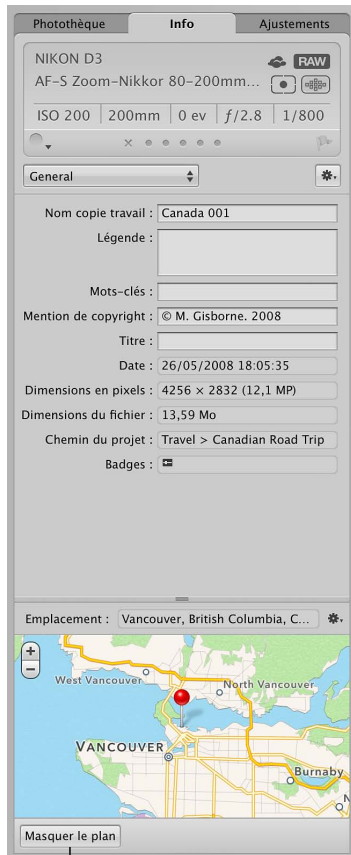 Photothèque Info Ajustements
NIKON D3 RAW
AF-S Zoom-Nikkor 80-200mm...
ISO 200 200mm 0 ev ƒ/2.8 1/800
General
Nom copie travail : Canada 001
Légende :
Mots-clés :
Mention de copyright : © M. Gisborne. 2008
Titre :
Date : 26/05/2008 18:05:35
Dimensions en pixels : 4256 × 2832 (12,1 MP)
Dimensions du fichier : 13,59 Mo
Chemin du projet : Travel > Canadian Road Trip
Badges :
Emplacement : Vancouver, British Columbia, C...
West Vancouver
North Vancouver
VANCOUVER
Burnaby
N
Masquer le plan